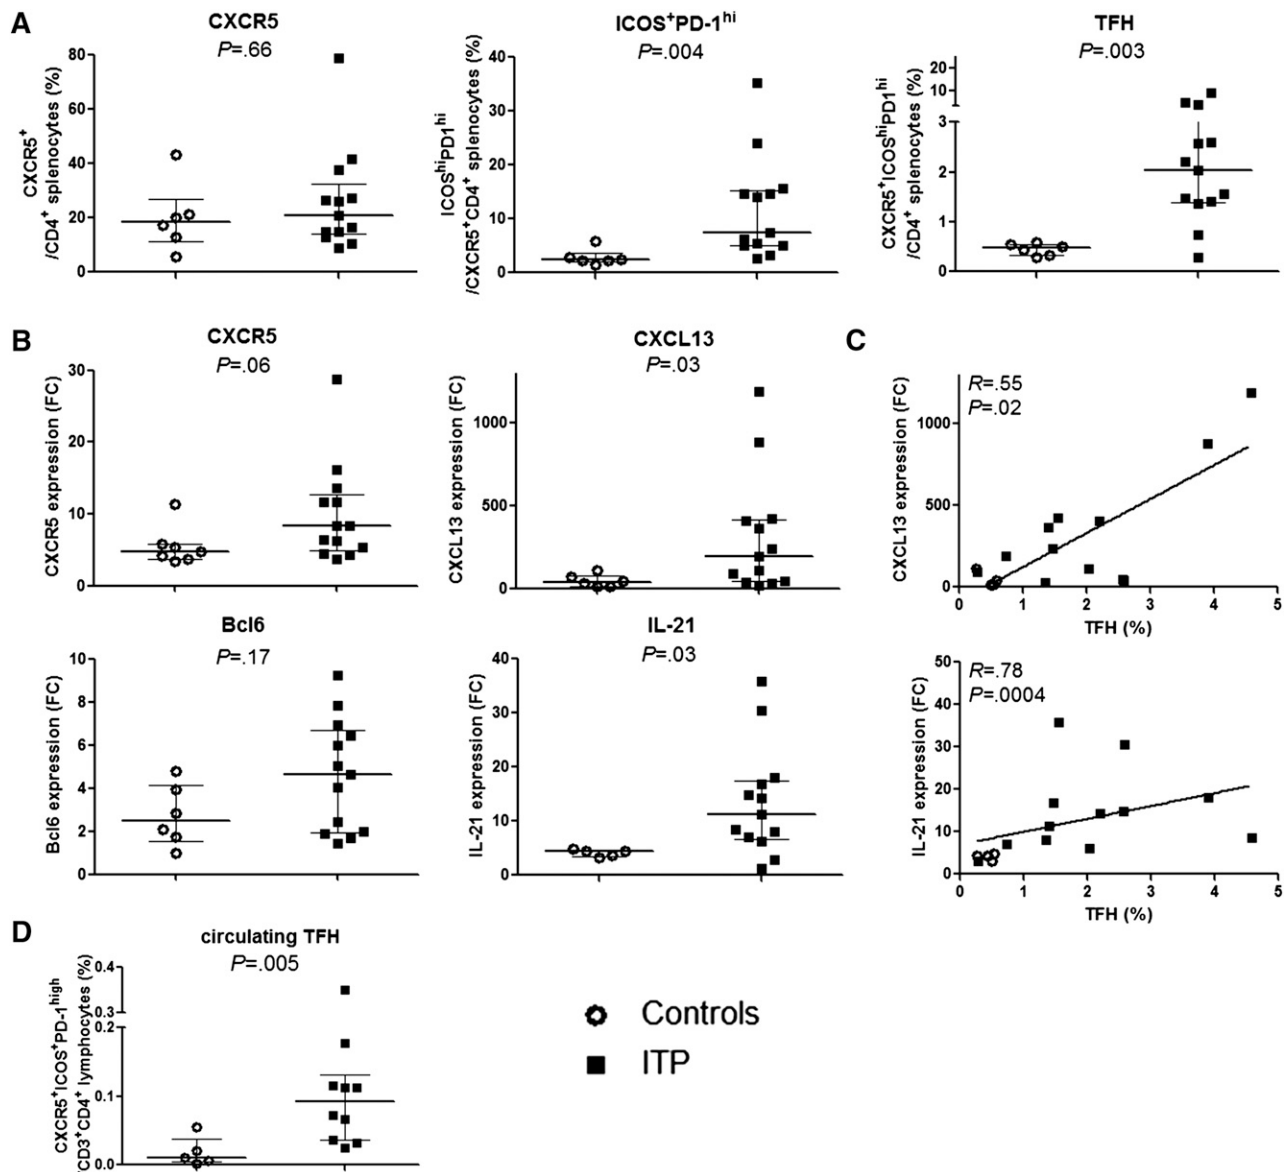 A
CXCR5
P=.66
CXCR5+
/CD4+ splenocytes (%)
80
60
40
20
0
ICOS+PD-1hi
P=.004
ICOShiPD1hi
/CXCR5+CD4+ splenocytes (%)
40
30
20
10
0
TFH
P=.003
CXCR5+ICOShiPD1hi
/CD4+ splenocytes (%)
20
10
3
2
1
0
B
CXCR5
P=.06
CXCR5 expression (FC)
30
20
10
0
CXCL13
P=.03
CXCL13 expression (FC)
1000
500
0
Bcl6
P=.17
Bcl6 expression (FC)
10
8
6
4
2
0
IL-21
P=.03
IL-21 expression (FC)
40
30
20
10
0
C
R=.55
P=.02
CXCL13 expression (FC)
1000
500
0
0 1 2 3 4 5
TFH (%)
R=.78
P=.0004
IL-21 expression (FC)
50
40
30
20
10
0
0 1 2 3 4 5
TFH (%)
D
circulating TFH
P=.005
CXCR5+ICOS+PD-1high
/CD3+CD4+ lymphocytes (%)
0.4
0.3
0.2
0.1
0.0
Controls
ITP